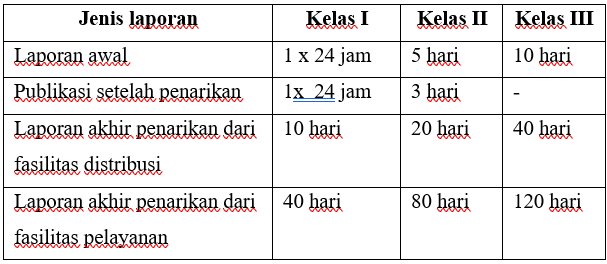 Jenis laporan Kelas I Kelas II Kelas III
Laporan awal 1 x 24 jam 5 hari 10 hari
Publikasi setelah penarikan 1x 24 jam 3 hari -
Laporan akhir penarikan dari 10 hari 20 hari 40 hari
fasilitas distribusi
Laporan akhir penarikan dari 40 hari 80 hari 120 hari
fasilitas pelayanan